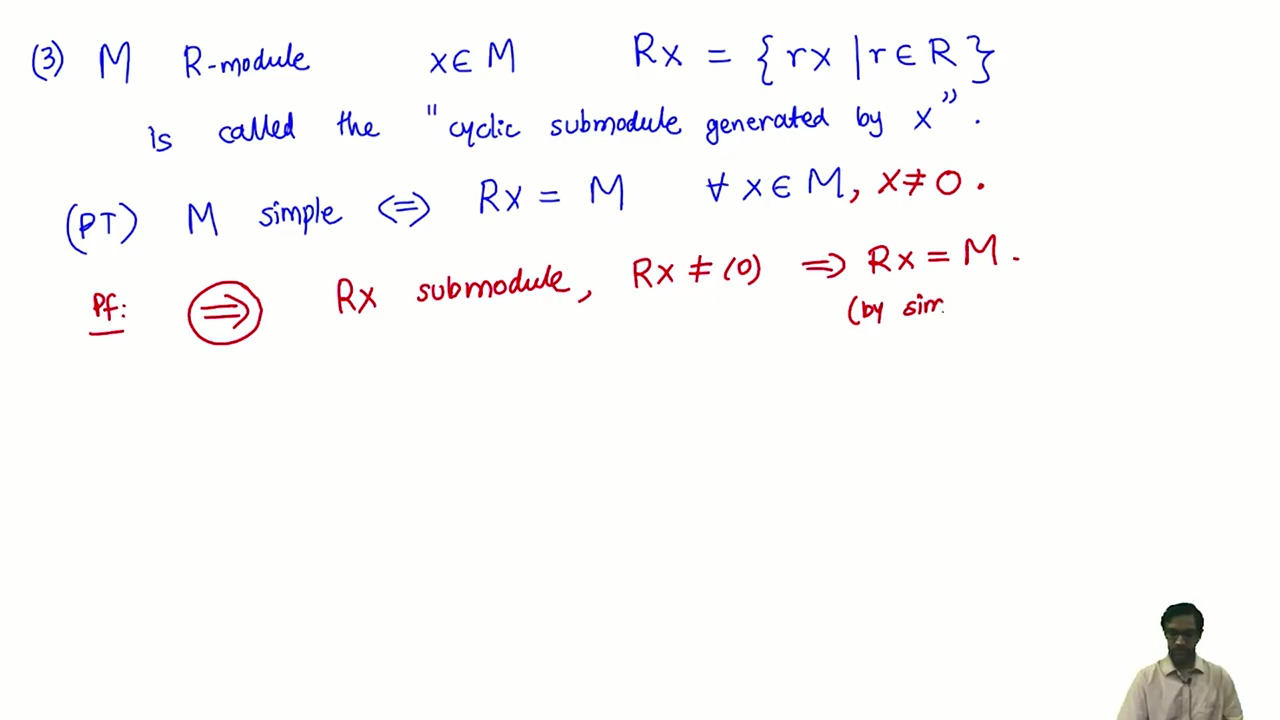 (3) M R-module x∈M Rx = {rx | r∈R}
is called the "cyclic submodule generated by x".
(PT) M simple <=> Rx = M ∀ x∈M, x≠0.
Pf: => Rx submodule, Rx≠(0) => Rx = M.
(by sim